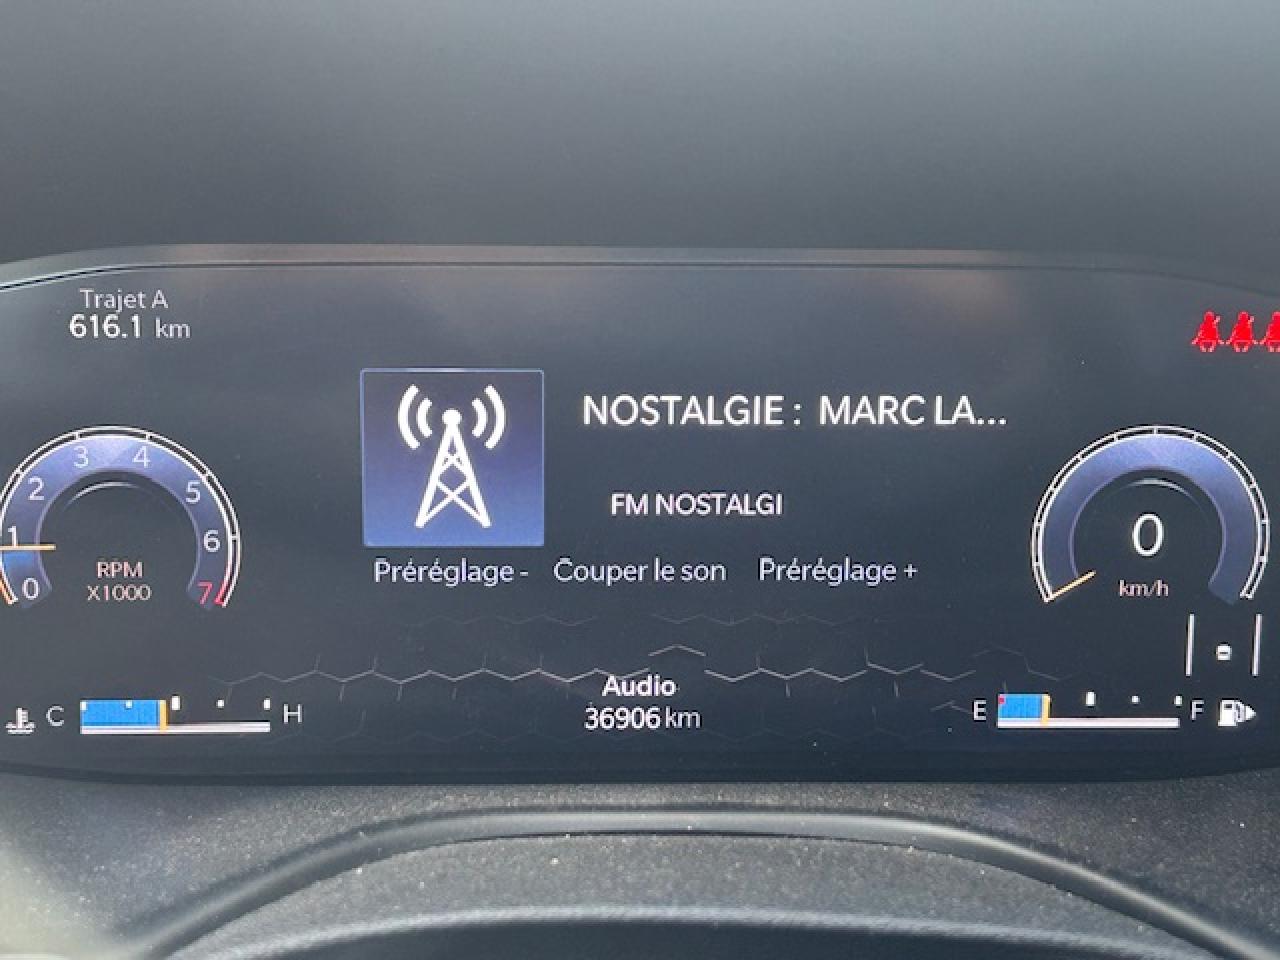 Trajet A
616.1 km
NOSTALGIE : MARC LA...
FM NOSTALGI
Préréglage - Couper le son Préréglage +
0 1 2 3 4 5 6 7
RPM
X1000
0
km/h
Audio
36906 km
C H
E F